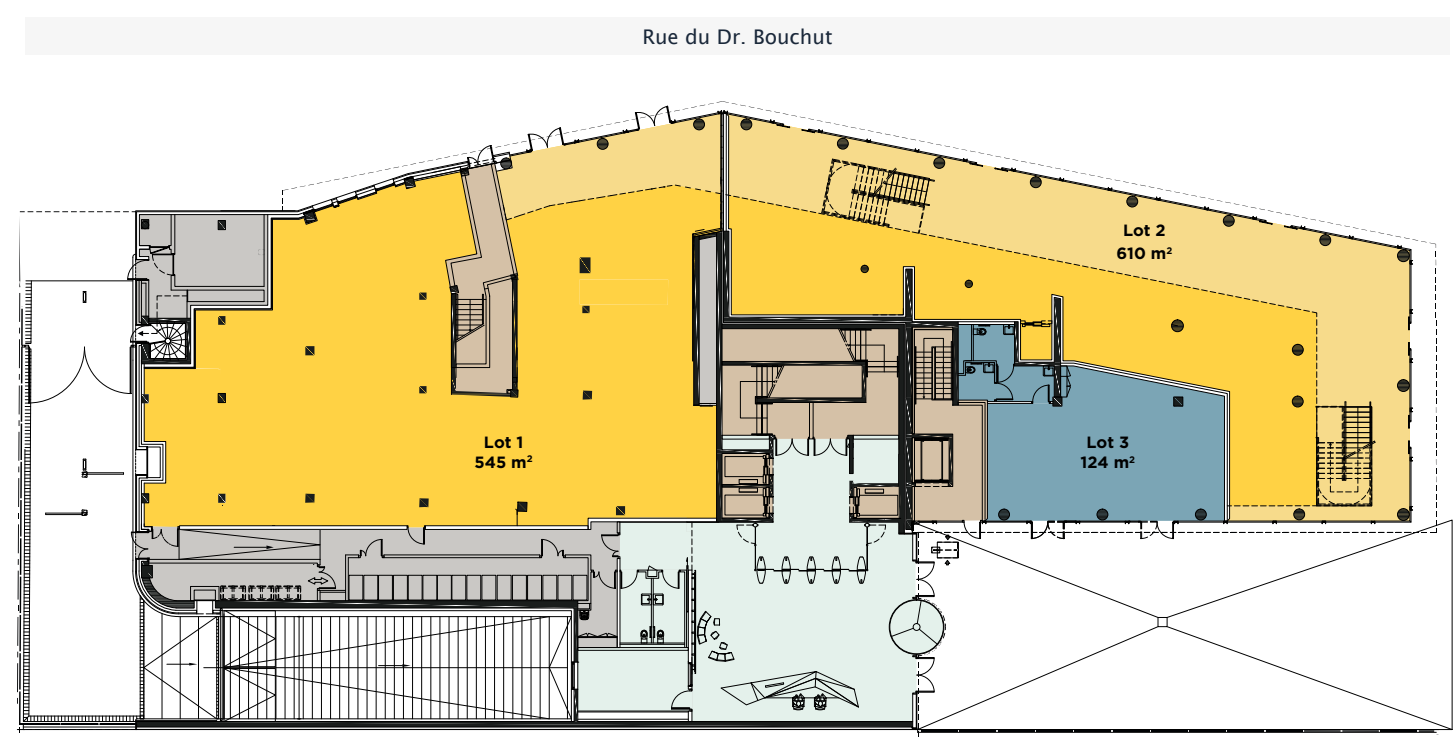 Rue du Dr. Bouchut
Lot 2
610 m²
Lot 1
545 m²
Lot 3
124 m²